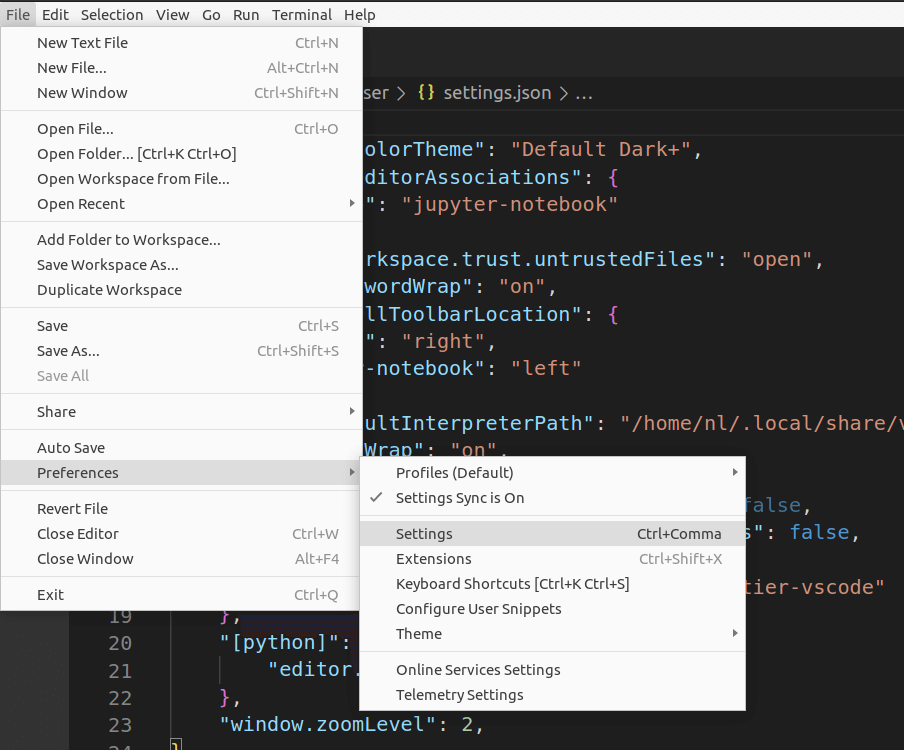 File Edit Selection View Go Run Terminal Help
New Text File Ctrl+N
New File... Alt+Ctrl+N
New Window Ctrl+Shift+N
Open File... Ctrl+O
Open Folder... [Ctrl+K Ctrl+O]
Open Workspace from File...
Open Recent
Add Folder to Workspace...
Save Workspace As...
Duplicate Workspace
Save Ctrl+S
Save As... Ctrl+Shift+S
Save All
Share
Auto Save
Preferences
Revert File
Close Editor Ctrl+W
Close Window Alt+F4
Exit Ctrl+Q
Profiles (Default)
✓ Settings Sync is On
Settings Ctrl+Comma
Extensions Ctrl+Shift+X
Keyboard Shortcuts [Ctrl+K Ctrl+S]
Configure User Snippets
Theme
Online Services Settings
Telemetry Settings
ser > {} settings.json > ...
olorTheme": "Default Dark+",
ditorAssociations": {
": "jupyter-notebook"
rkspace.trust.untrustedFiles": "open",
wordWrap": "on",
llToolbarLocation": {
": "right",
-notebook": "left"
ultInterpreterPath": "/home/nl/.local/share/v
Wrap": "on",
false,
s": false,
tier-vscode"
19 },
20 "[python]":
21 "editor.
22 },
23 "window.zoomLevel": 2,
24 }